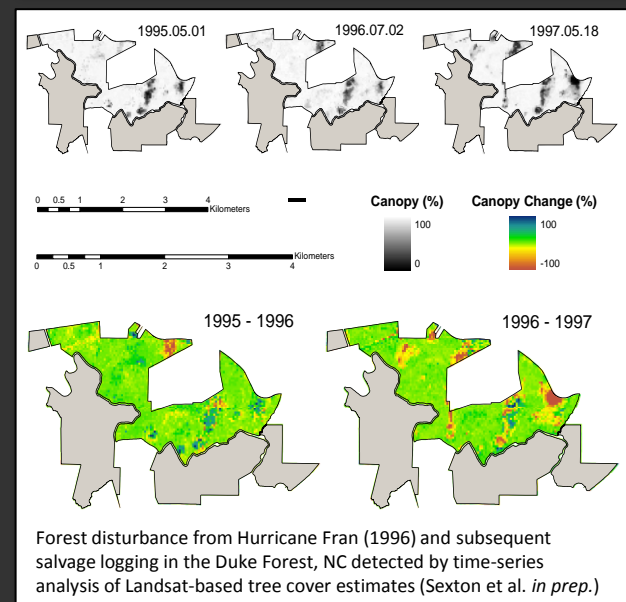 1995.05.01 1996.07.02 1997.05.18
0 0.5 1 2 3 4
Kilometers
Canopy (%) Canopy Change (%)
100 100
0 -100
0 0.5 1 2 3 4
Kilometers
1995 - 1996 1996 - 1997
Forest disturbance from Hurricane Fran (1996) and subsequent
salvage logging in the Duke Forest, NC detected by time-series
analysis of Landsat-based tree cover estimates (Sexton et al. in prep.)